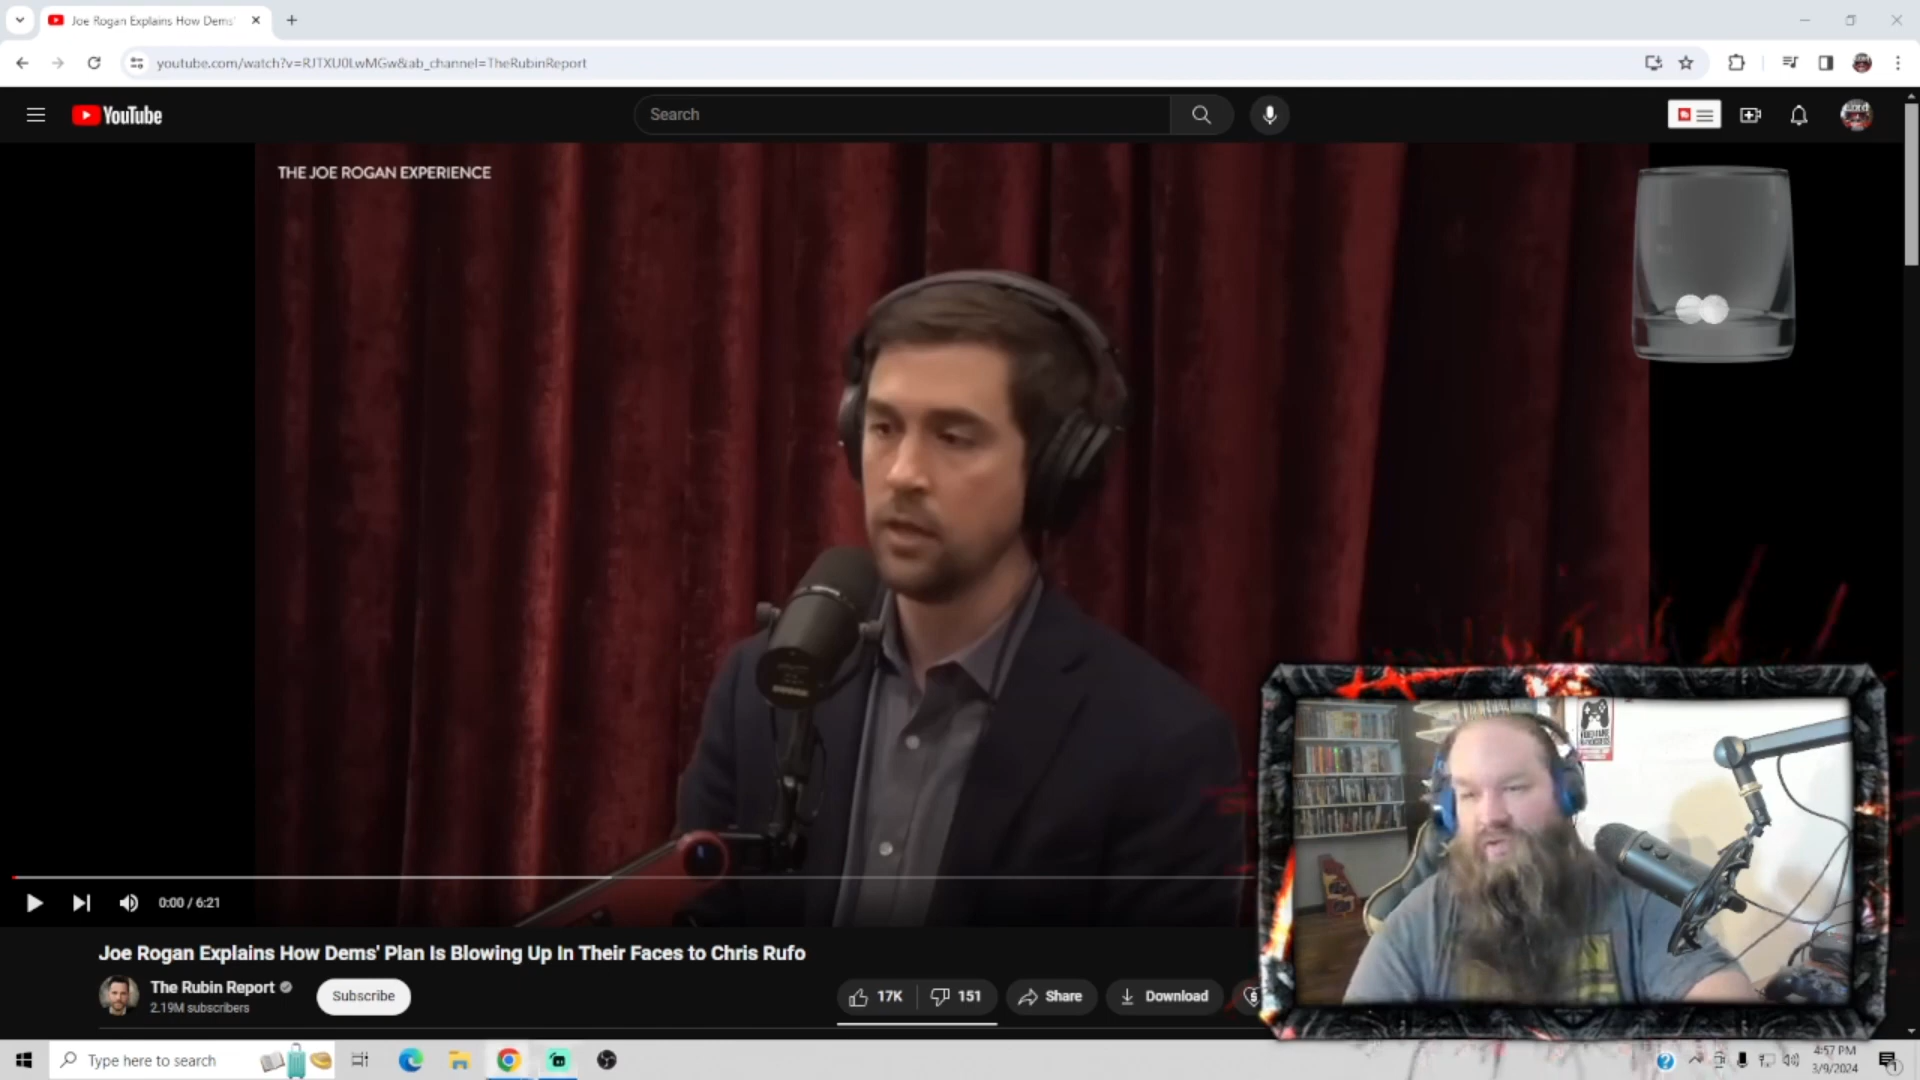 Joe Rogan Explains How Dems'
youtube.com/watch?v=RJTXU0LwMGw&ab_channel=TheRubinReport
YouTube
Search
THE JOE ROGAN EXPERIENCE
0:00 / 6:21
Joe Rogan Explains How Dems' Plan Is Blowing Up In Their Faces to Chris Rufo
The Rubin Report
2.19M subscribers
Subscribe
17K
151
Share
Download
Type here to search
4:57 PM
3/9/2024